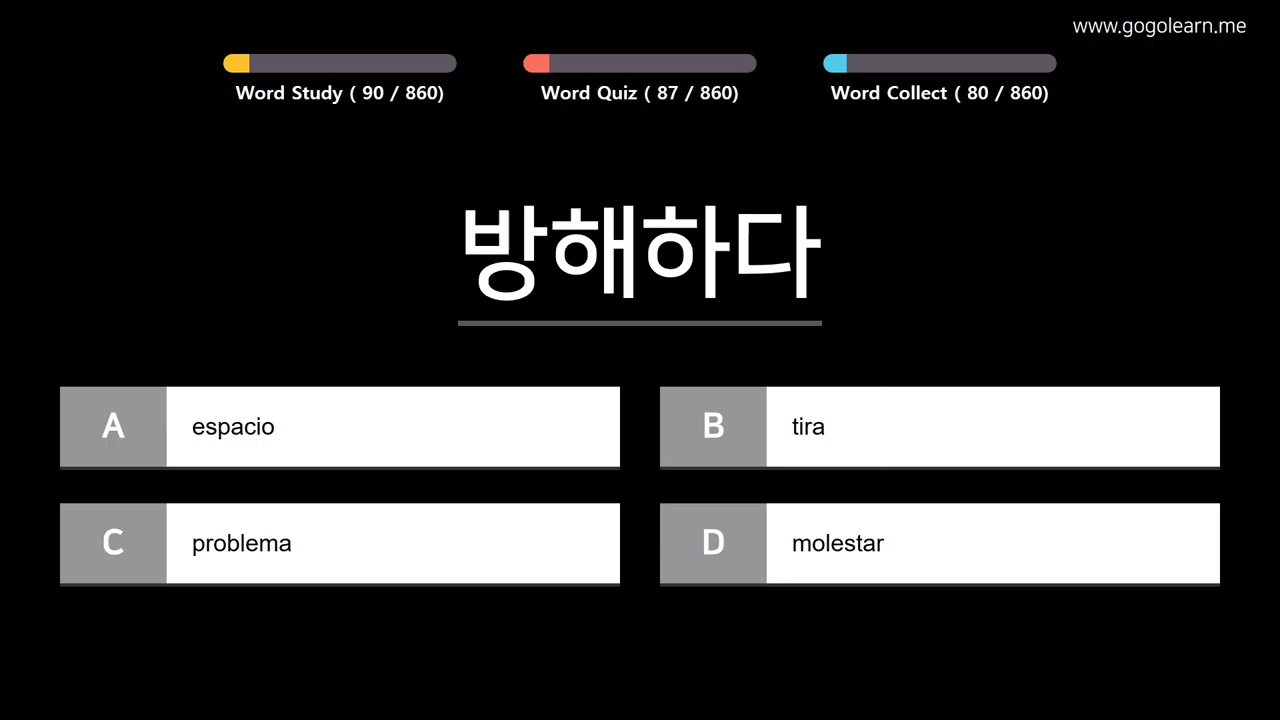 www.gogolearn.me
Word Study ( 90 / 860)
Word Quiz ( 87 / 860)
Word Collect ( 80 / 860)
방해하다
A espacio
B tira
C problema
D molestar